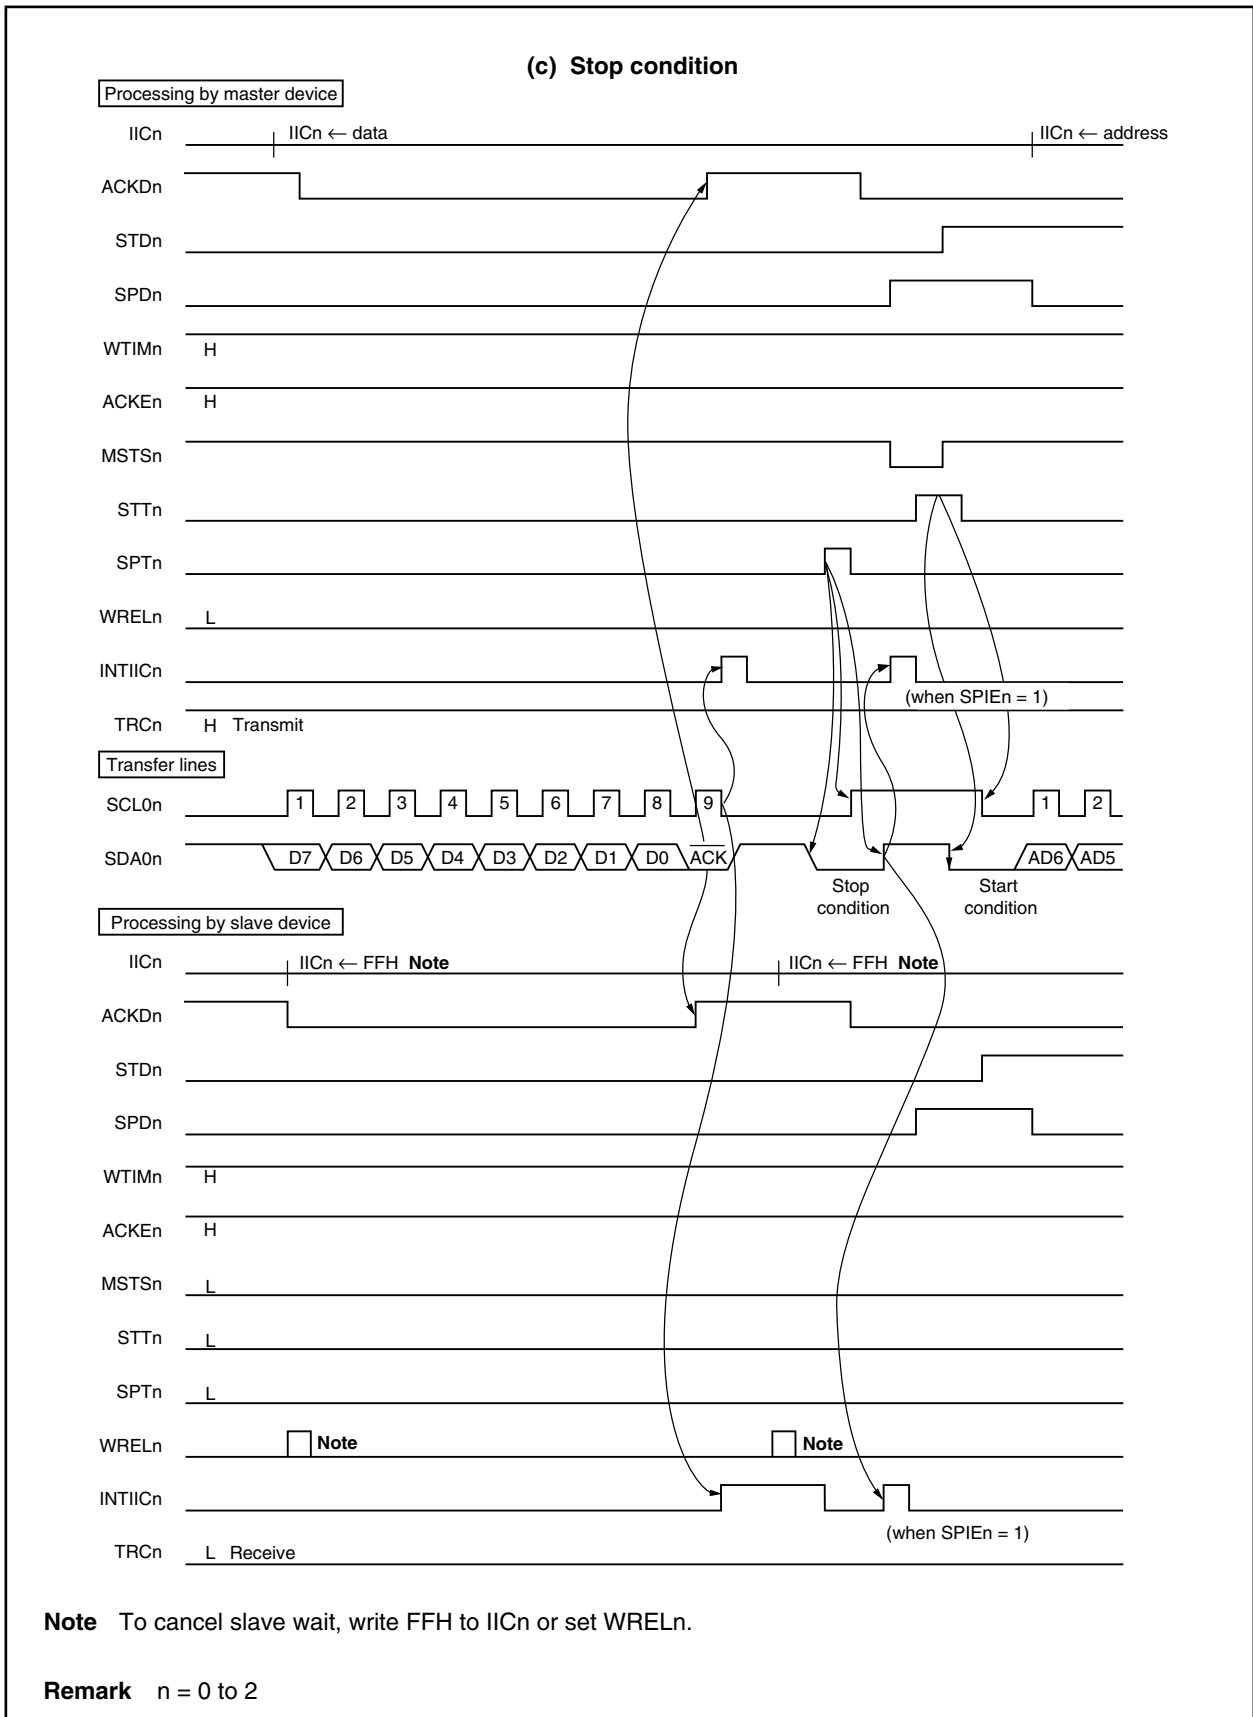 (c) Stop condition
Processing by master device
IICn IICn ← data IICn ← address
ACKDn
STDn
SPDn
WTIMn H
ACKEn H
MSTSn
STTn
SPTn
WRELn L
INTIICn
(when SPIEn = 1)
TRCn H Transmit
Transfer lines
SCL0n 1 2 3 4 5 6 7 8 9 1 2
SDA0n D7 D6 D5 D4 D3 D2 D1 D0 A̅C̅K̅ AD6 AD5
Stop condition
Start condition
Processing by slave device
IICn IICn ← FFH Note IICn ← FFH Note
ACKDn
STDn
SPDn
WTIMn H
ACKEn H
MSTSn L
STTn L
SPTn L
WRELn Note Note
INTIICn
(when SPIEn = 1)
TRCn L Receive
Note To cancel slave wait, write FFH to IICn or set WRELn.
Remark n = 0 to 2